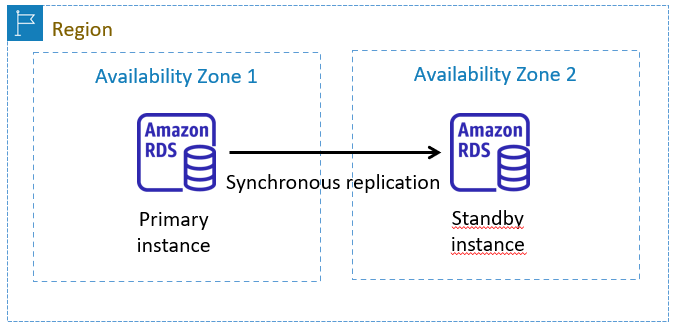 Region
Availability Zone 1
Availability Zone 2
Amazon
RDS
Amazon
RDS
Synchronous replication
Primary
instance
Standby
instance